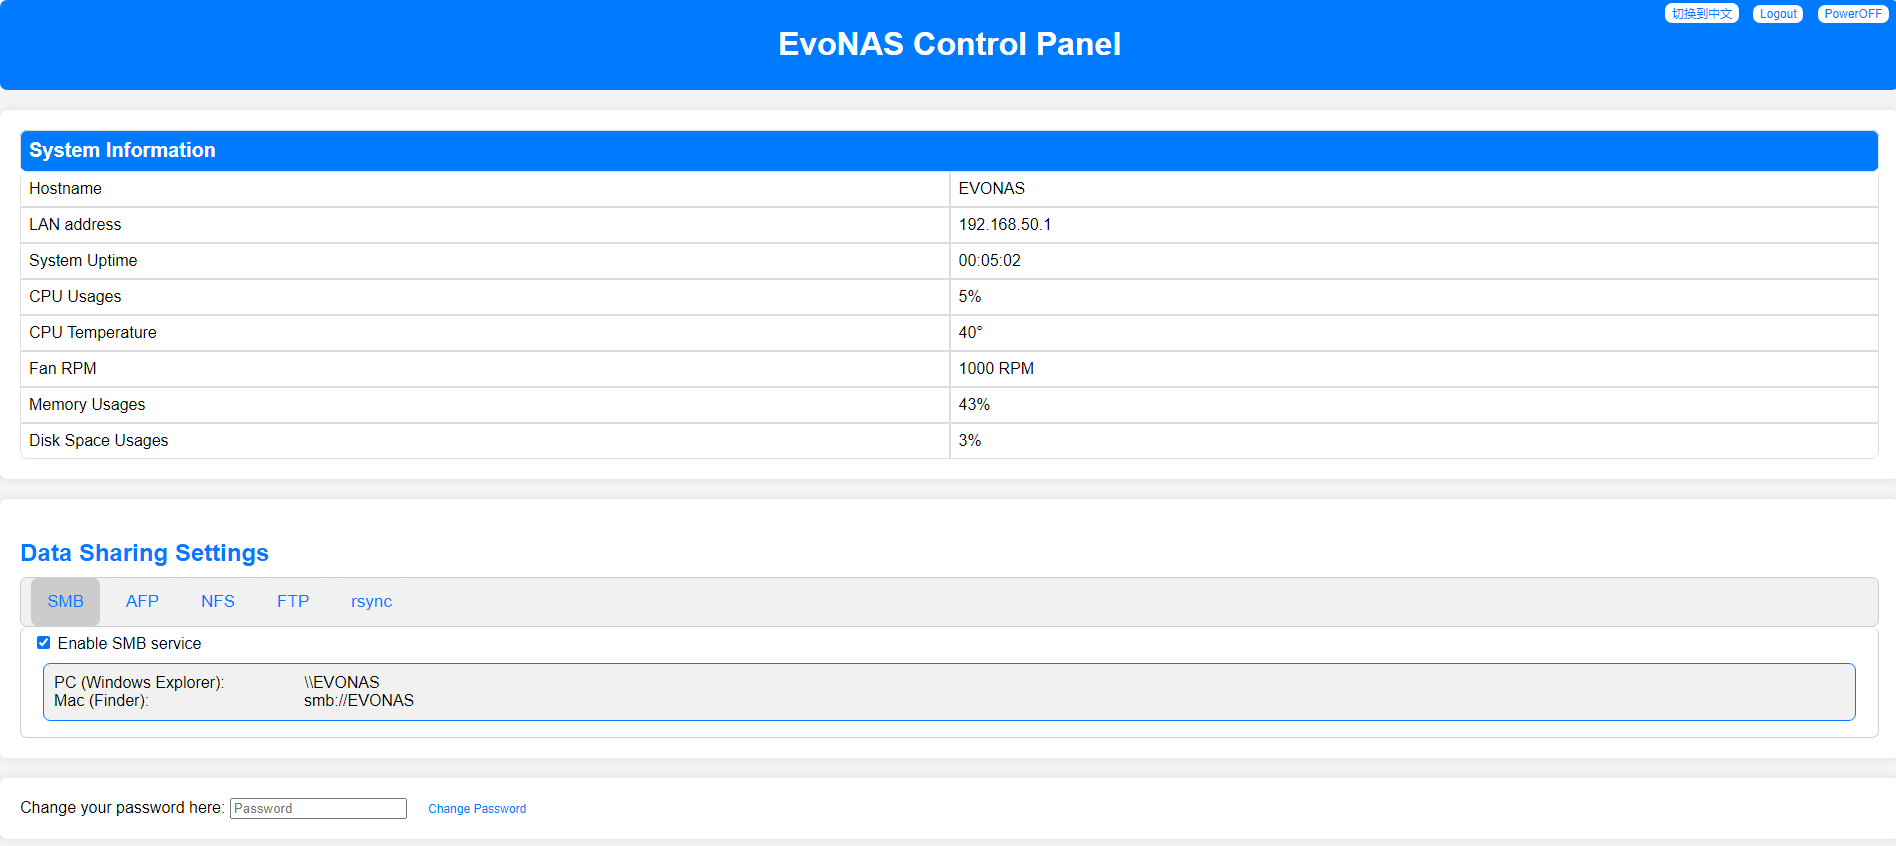 切换到中文 Logout PowerOFF
EvoNAS Control Panel
System Information
Hostname EVONAS
LAN address 192.168.50.1
System Uptime 00:05:02
CPU Usages 5%
CPU Temperature 40°
Fan RPM 1000 RPM
Memory Usages 43%
Disk Space Usages 3%
Data Sharing Settings
SMB AFP NFS FTP rsync
Enable SMB service
PC (Windows Explorer): \\EVONAS
Mac (Finder): smb://EVONAS
Change your password here: Password Change Password